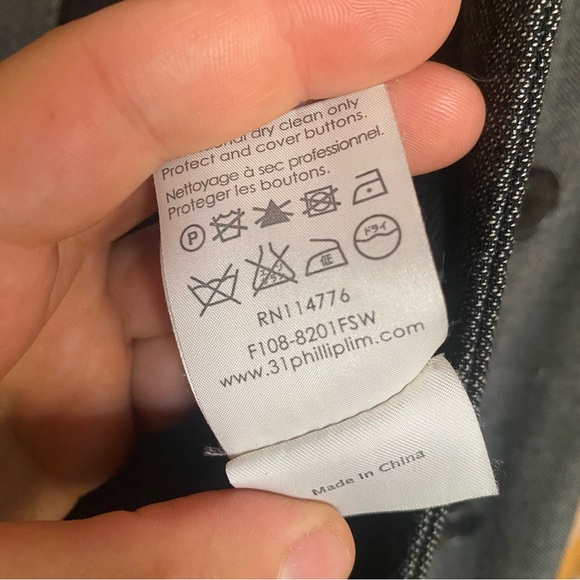 dry clean only
Protect and cover buttons.
Nettoyage à sec professionnel.
Proteger les boutons.
P
低 ドライ
RN114776
F108-8201FSW
www.31philliplim.com
Made in China